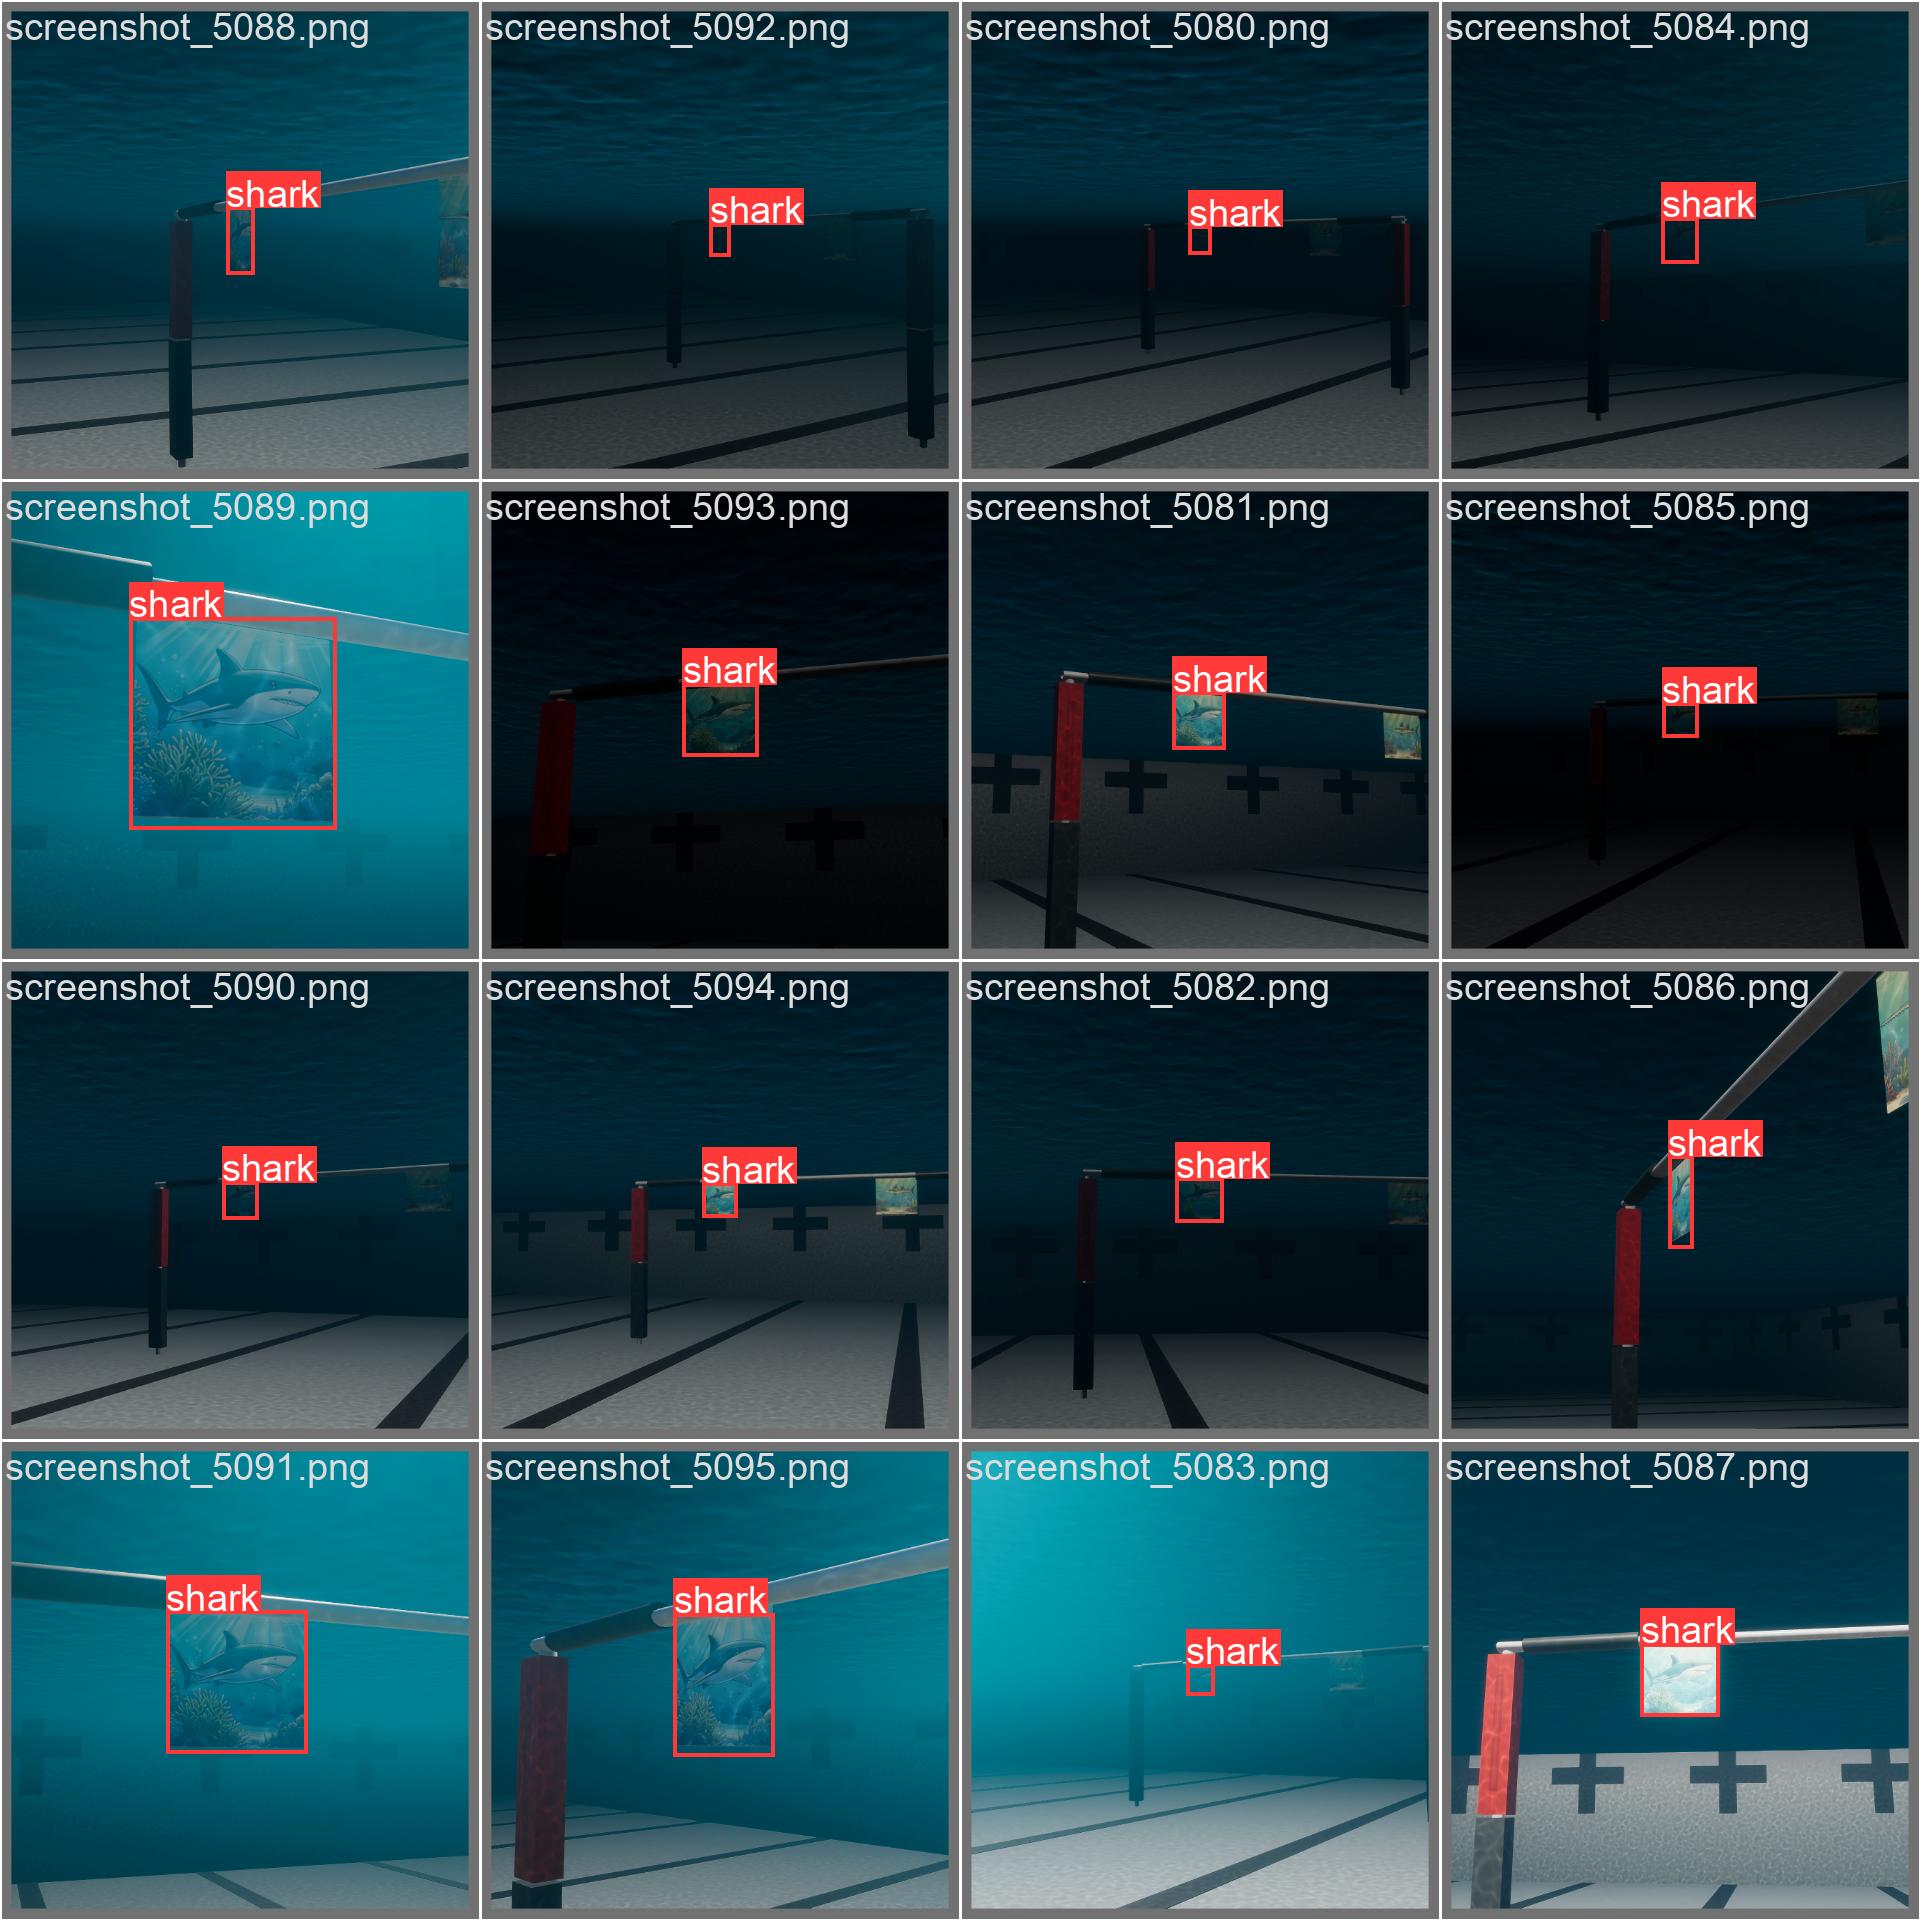 screenshot_5088.png
shark
screenshot_5092.png
shark
screenshot_5080.png
shark
screenshot_5084.png
shark
screenshot_5089.png
shark
screenshot_5093.png
shark
screenshot_5081.png
shark
screenshot_5085.png
shark
screenshot_5090.png
shark
screenshot_5094.png
shark
screenshot_5082.png
shark
screenshot_5086.png
shark
screenshot_5091.png
shark
screenshot_5095.png
shark
screenshot_5083.png
shark
screenshot_5087.png
shark